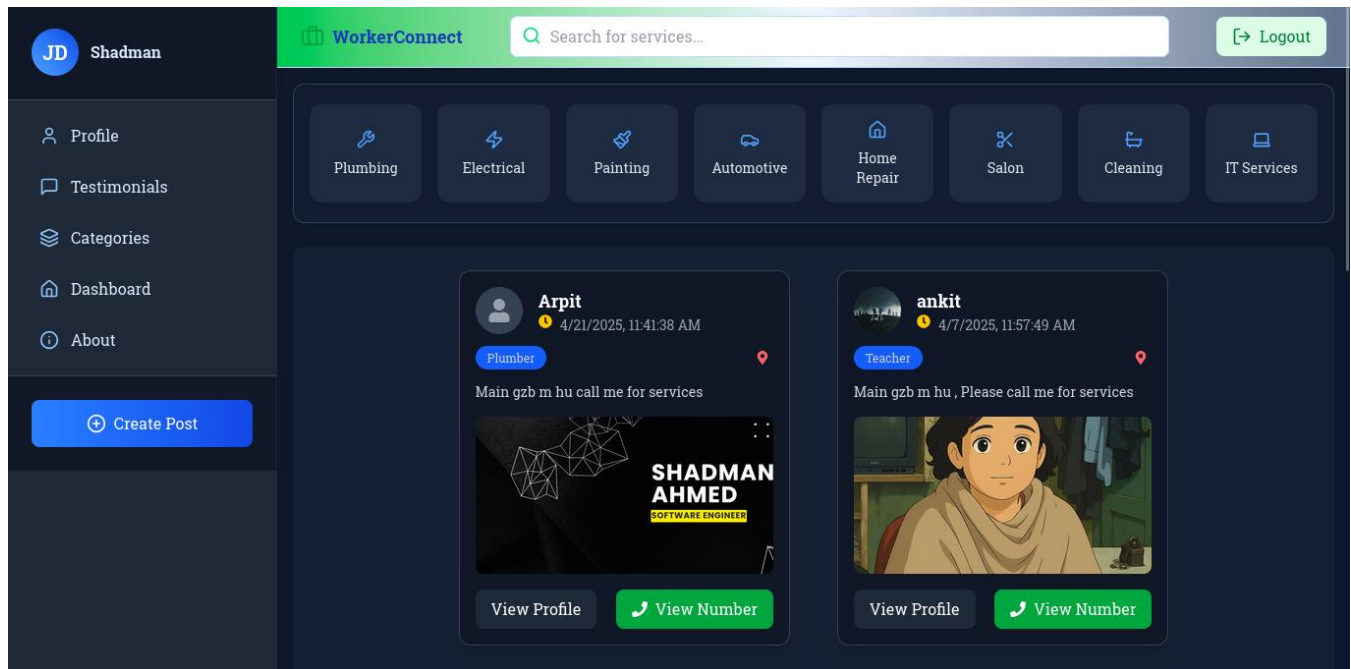 JD Shadman
Profile
Testimonials
Categories
Dashboard
About
Create Post
WorkerConnect
Search for services...
Logout
Plumbing
Electrical
Painting
Automotive
Home
Repair
Salon
Cleaning
IT Services
Arpit
4/21/2025, 11:41:38 AM
Plumber
Main gzb m hu call me for services
SHADMAN
AHMED
SOFTWARE ENGINEER
View Profile
View Number
ankit
4/7/2025, 11:57:49 AM
Teacher
Main gzb m hu , Please call me for services
View Profile
View Number